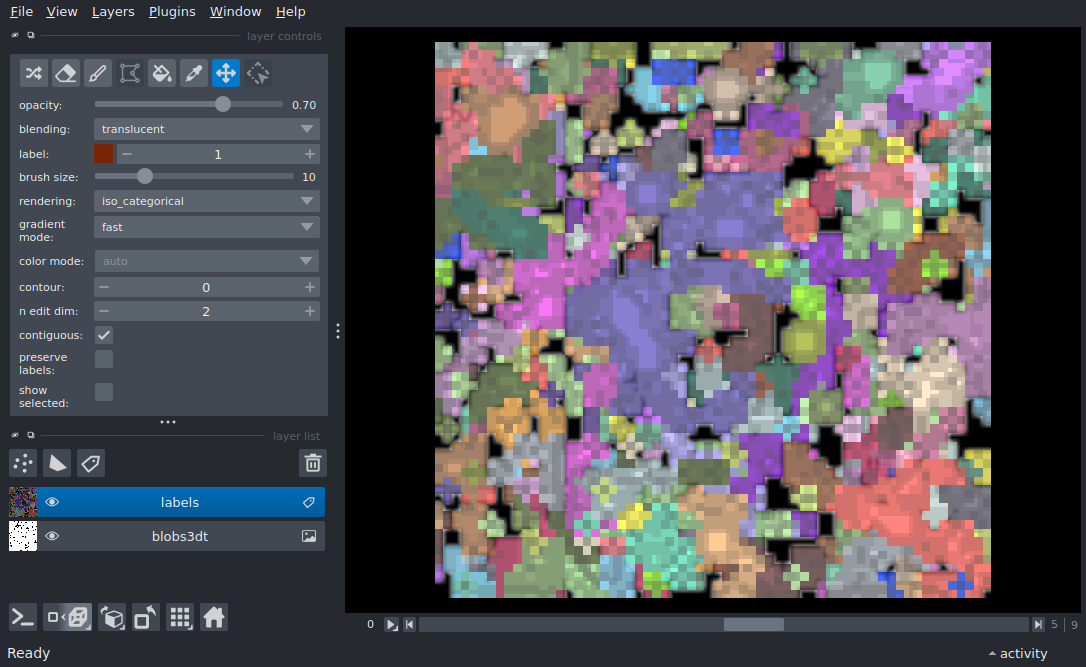 File View Layers Plugins Window Help
layer controls
opacity: 0.70
blending: translucent
label: 1
brush size: 10
rendering: iso_categorical
gradient
mode: fast
color mode: auto
contour: 0
n edit dim: 2
contiguous:
preserve
labels:
show
selected:
layer list
labels
blobs3dt
0 5 | 9
Ready activity